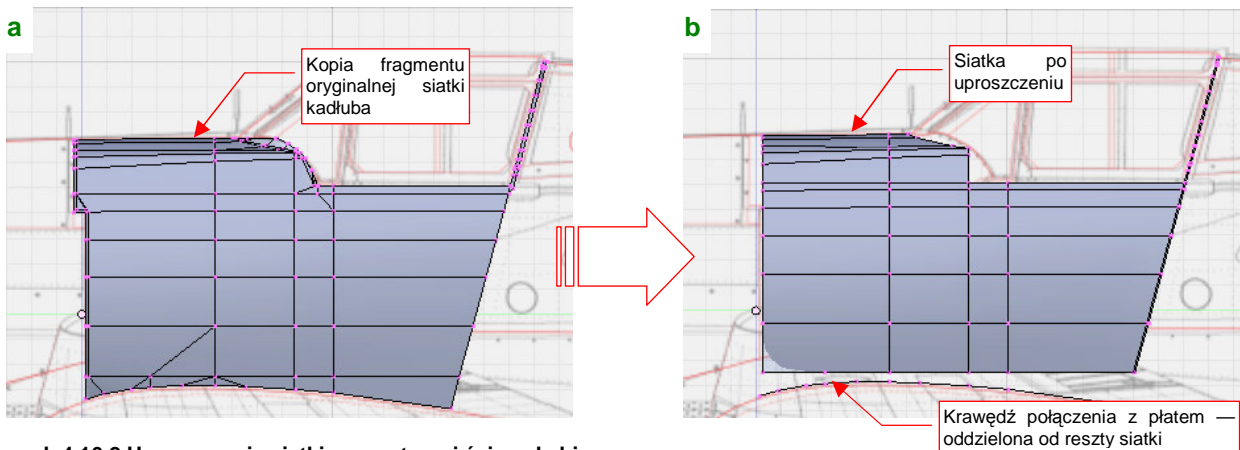 a
Kopia fragmentu
oryginalnej siatki
kadłuba
b
Siatka po
uproszczeniu
Krawędź połączenia z płatem —
oddzielona od reszty siatki